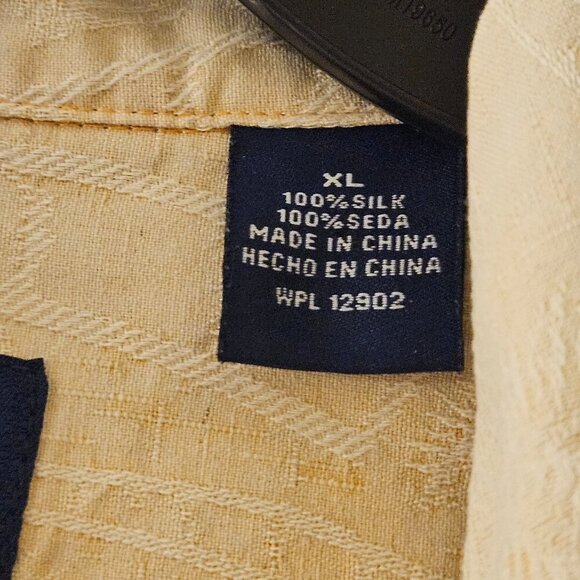 XL
100% SILK
100% SEDA
MADE IN CHINA
HECHO EN CHINA
WPL 12902